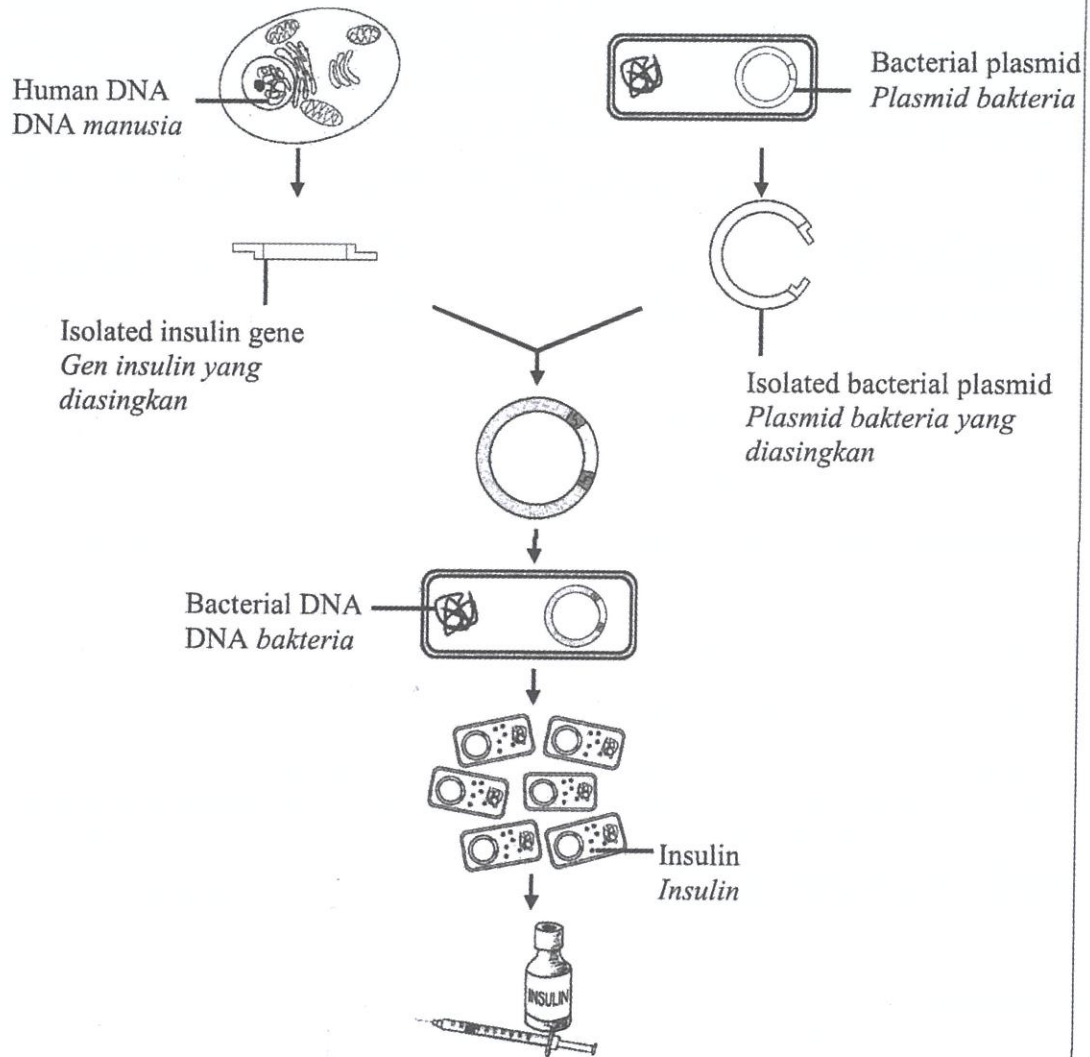 Human DNA
DNA manusia
Bacterial plasmid
Plasmid bakteria
Isolated insulin gene
Gen insulin yang
diasingkan
Isolated bacterial plasmid
Plasmid bakteria yang
diasingkan
Bacterial DNA
DNA bakteria
Insulin
Insulin
INSULIN